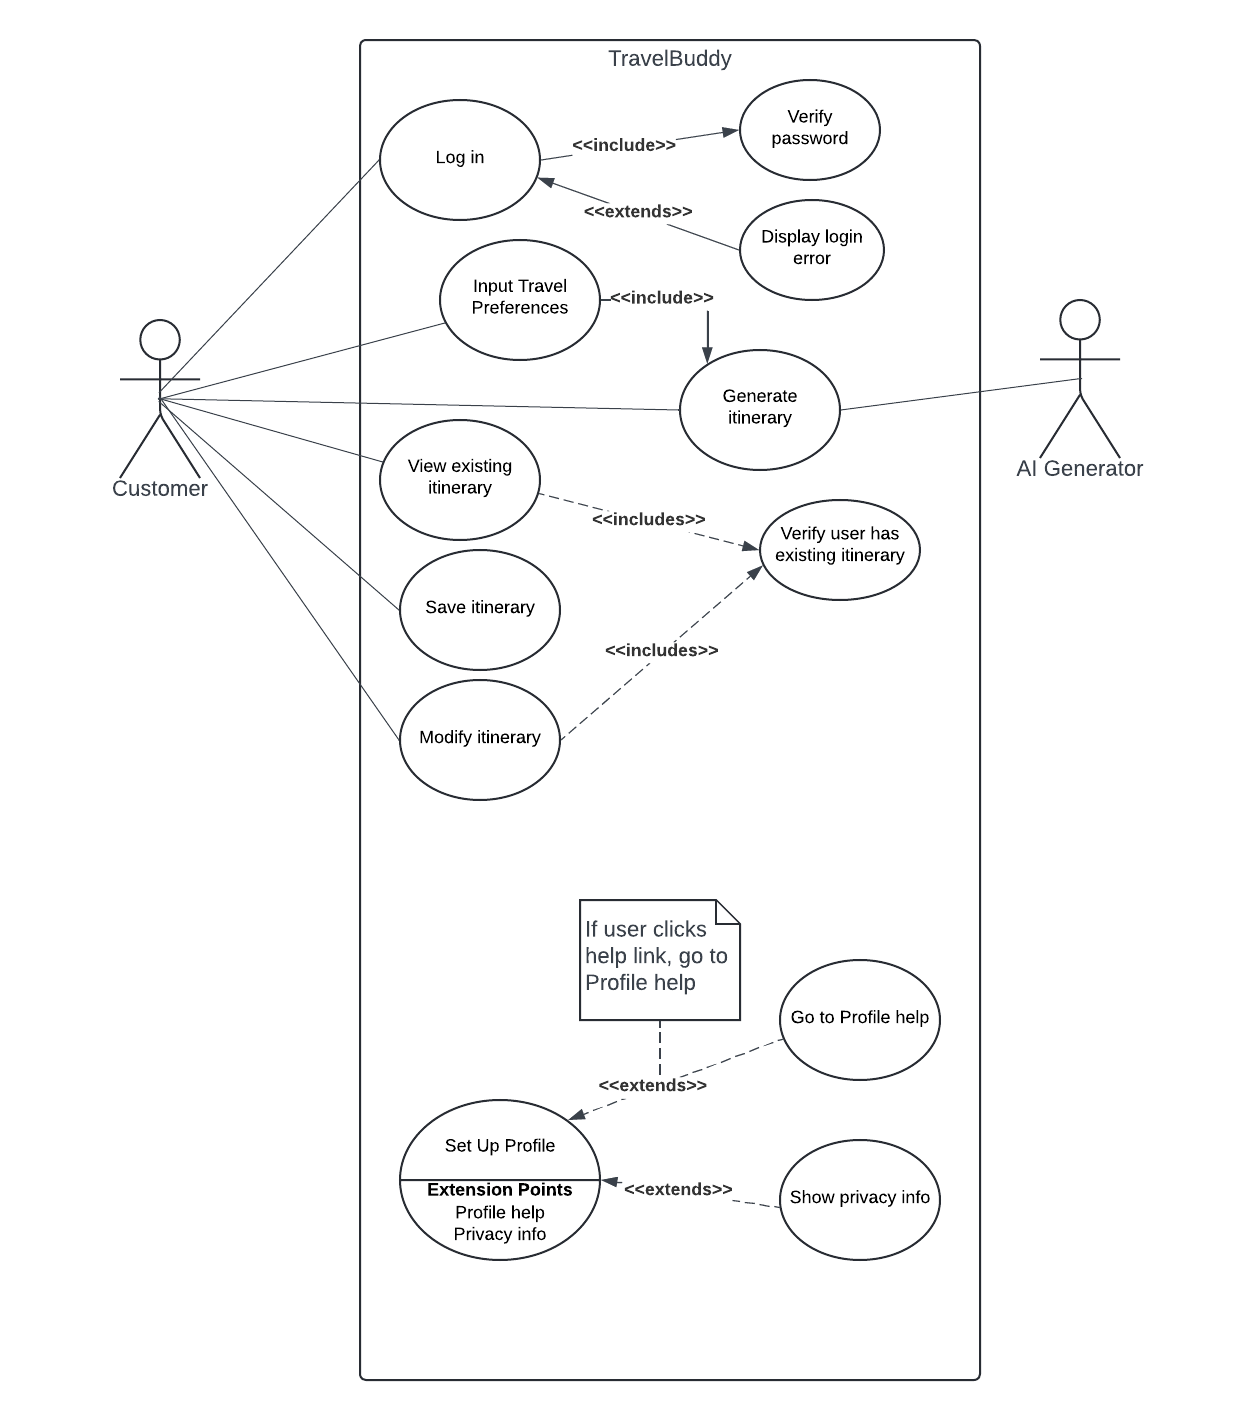 TravelBuddy
Log in
<<include>>
Verify
password
<<extends>>
Display login
error
Input Travel
Preferences
<<include>>
Generate
itinerary
Customer
AI Generator
View existing
itinerary
<<includes>>
Verify user has
existing itinerary
Save itinerary
<<includes>>
Modify itinerary
If user clicks
help link, go to
Profile help
Go to Profile help
<<extends>>
Set Up Profile
Extension Points
Profile help
Privacy info
<<extends>>
Show privacy info